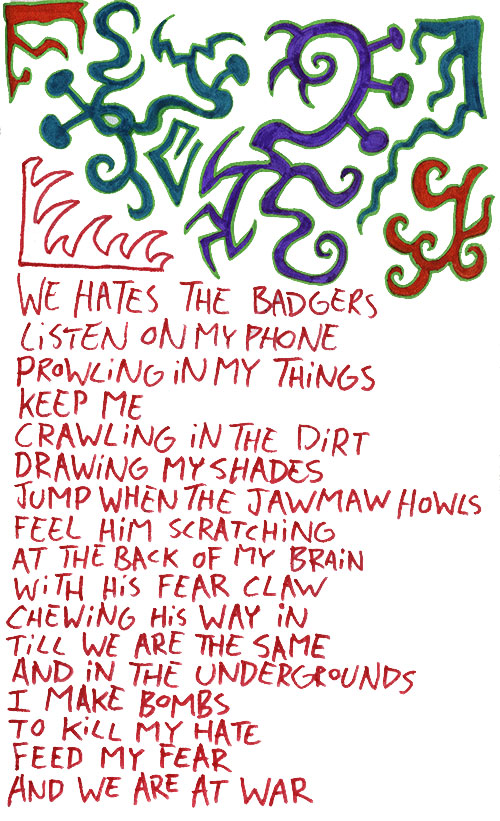 WE HATES THE BADGERS
LiSTEN ON MY PHONE
PROWLiNG iN MY THiNGS
KEEP ME
CRAWLiNG iN THE DiRT
DRAWiNG MY SHADES
JUMP WHEN THE JAWMAW HOWLS
FEEL HiM SCRATCHiNG
AT THE BACK OF MY BRAiN
WiTH HiS FEAR CLAW
CHEWiNG HiS WAY iN
TiLL WE ARE THE SAME
AND iN THE UNDERGROUNDS
I MAKE BOMBS
TO KiLL MY HATE
FEED MY FEAR
AND WE ARE AT WAR